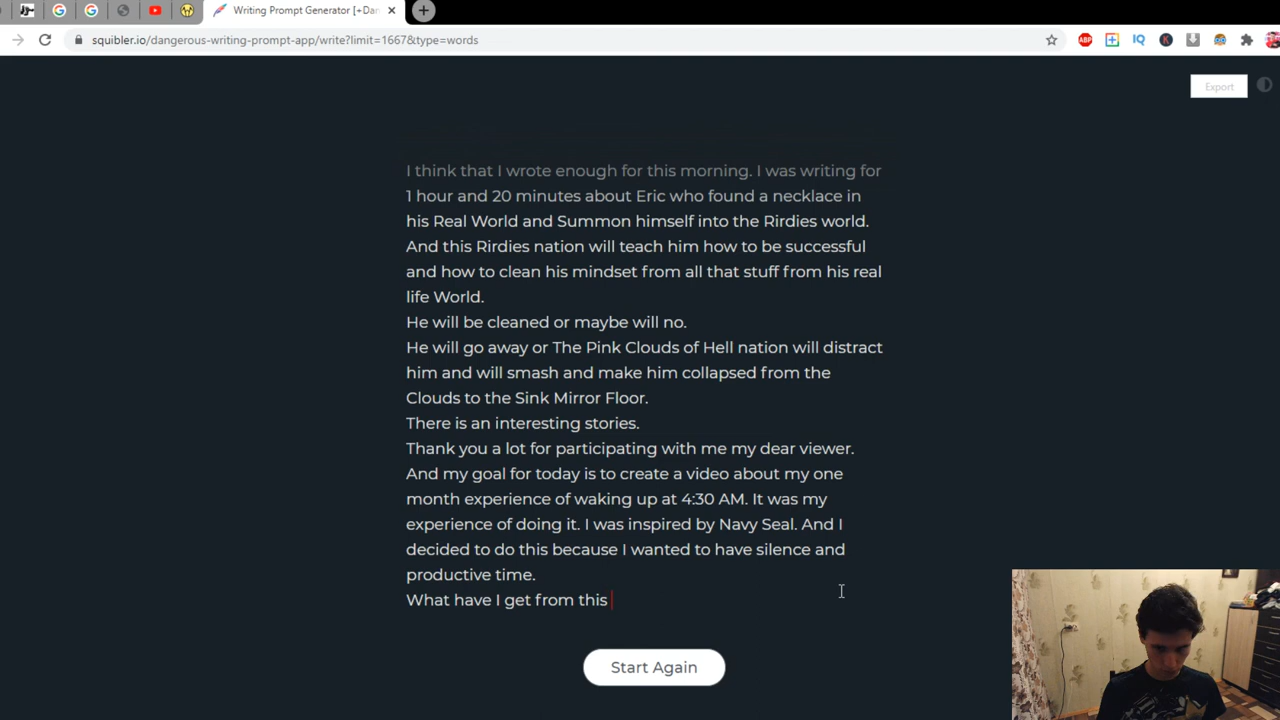 Writing Prompt Generator [+Dan
squibler.io/dangerous-writing-prompt-app/write?limit=1667&type=words
ABP
IQ
K
Export
I think that I wrote enough for this morning. I was writing for
1 hour and 20 minutes about Eric who found a necklace in
his Real World and Summon himself into the Rirdies world.
And this Rirdies nation will teach him how to be successful
and how to clean his mindset from all that stuff from his real
life World.
He will be cleaned or maybe will no.
He will go away or The Pink Clouds of Hell nation will distract
him and will smash and make him collapsed from the
Clouds to the Sink Mirror Floor.
There is an interesting stories.
Thank you a lot for participating with me my dear viewer.
And my goal for today is to create a video about my one
month experience of waking up at 4:30 AM. It was my
experience of doing it. I was inspired by Navy Seal. And I
decided to do this because I wanted to have silence and
productive time.
What have I get from this
Start Again